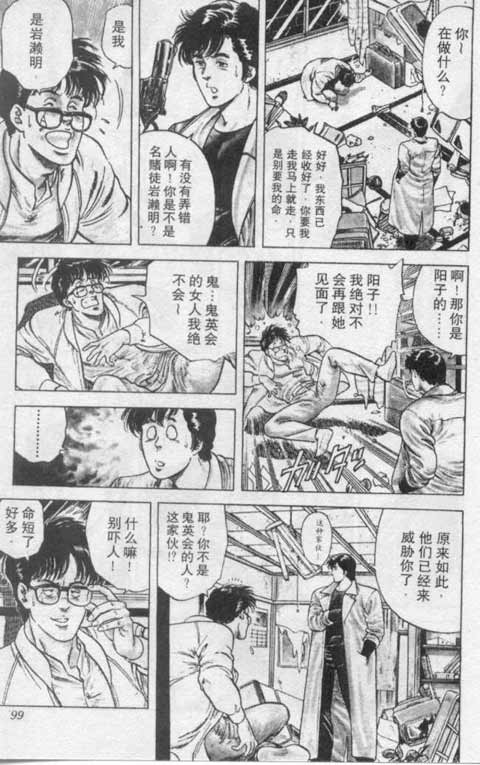 你~
在做什么?
好好,我东西已
经收好了.你要我
走我马上就走,只
是别要我的命.
有没有弄错
人啊!你是不是
名赌徒岩濑明?
是我
是岩濑明.
啊!那你是
阳子的……
阳子!!
我绝对不
会再跟她
见面了.
鬼…鬼英会
的女人我绝
不会~
…………
原来如此,
他们已经来
威胁你了.
这种家伙!
耶?你不是
鬼英会的人?
这家伙!?
什么嘛!
别吓人!
命短了
好多.
99